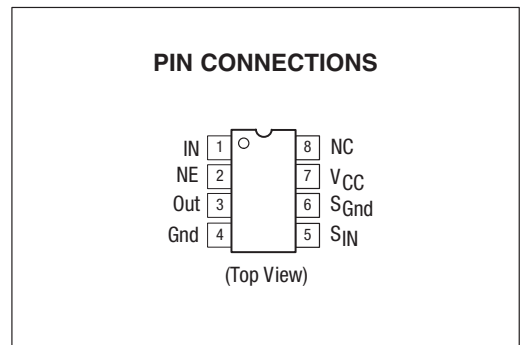 PIN CONNECTIONS
IN 1 8 NC
NE 2 7 VCC
Out 3 6 SGnd
Gnd 4 5 SIN
(Top View)